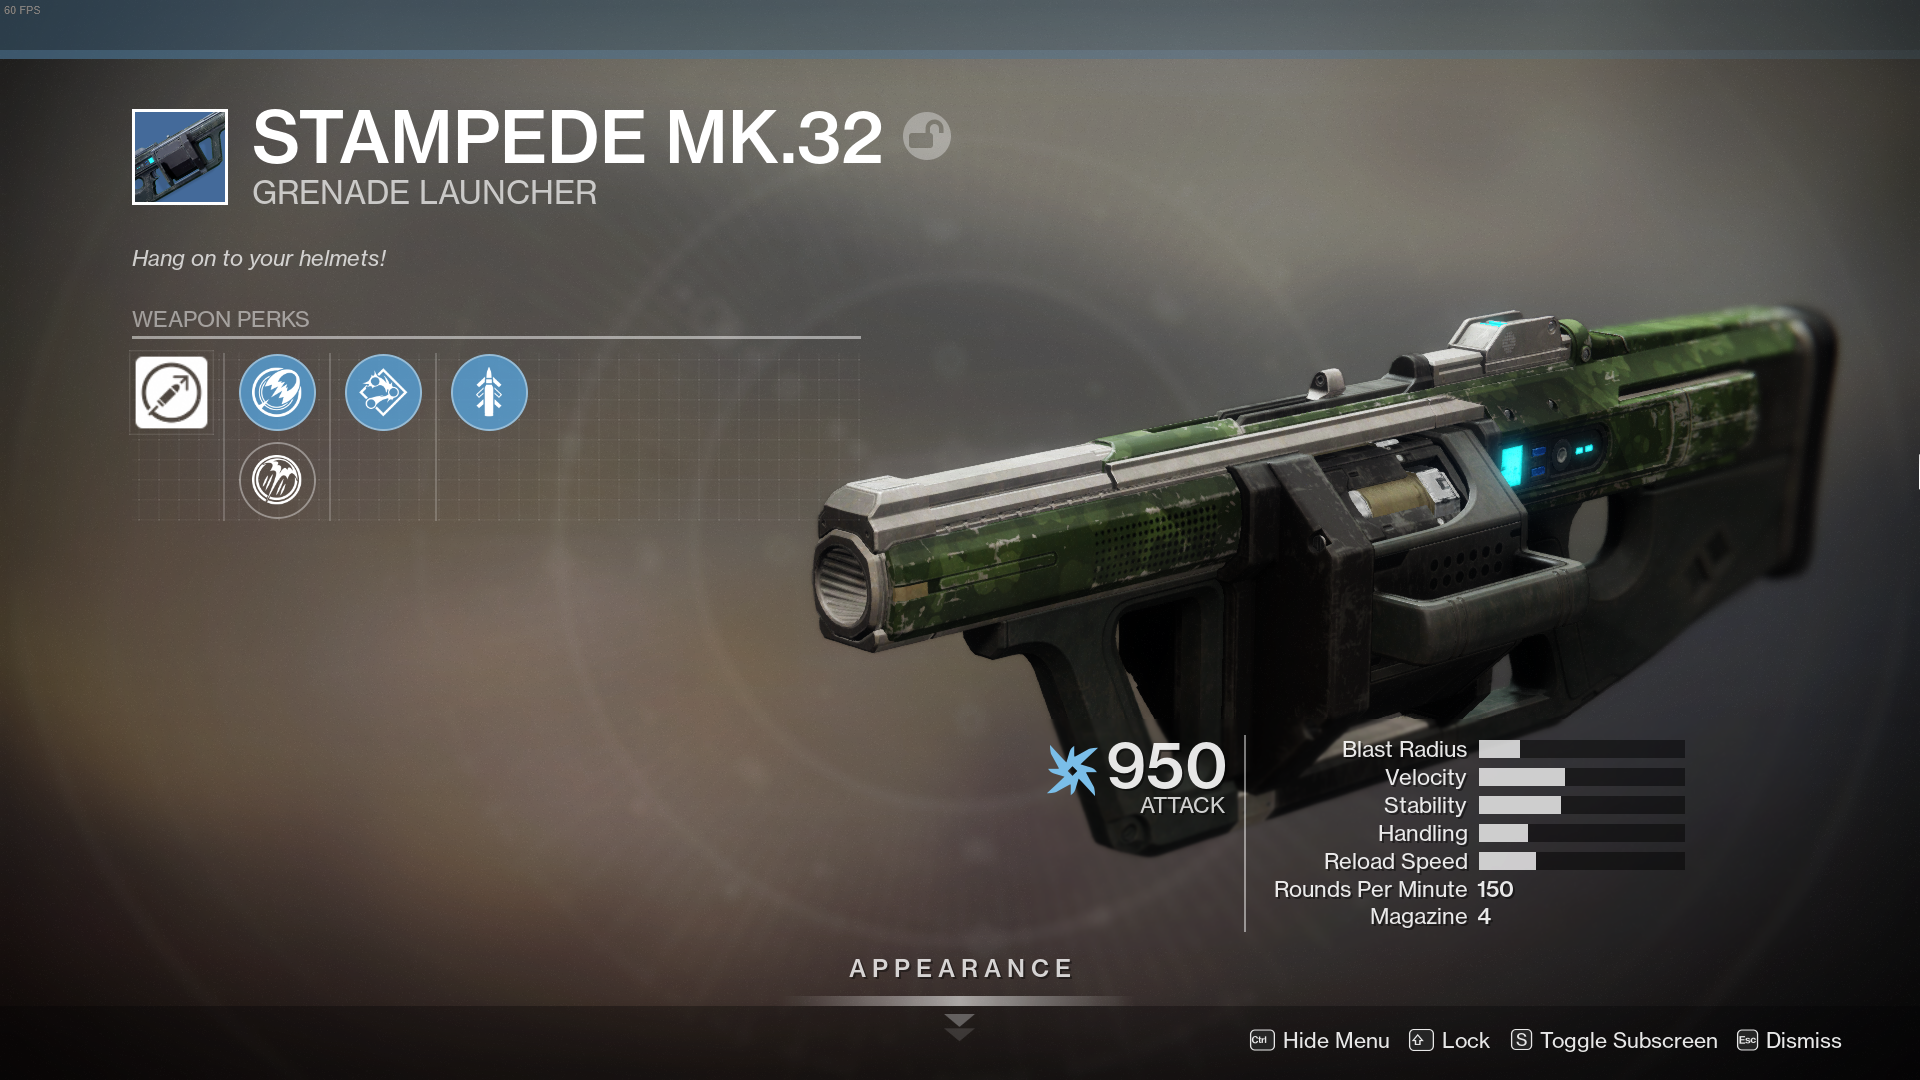 60 FPS
STAMPEDE MK.32
GRENADE LAUNCHER
Hang on to your helmets!
WEAPON PERKS
950
ATTACK
Blast Radius
Velocity
Stability
Handling
Reload Speed
Rounds Per Minute 150
Magazine 4
APPEARANCE
Ctrl Hide Menu Lock S Toggle Subscreen Esc Dismiss